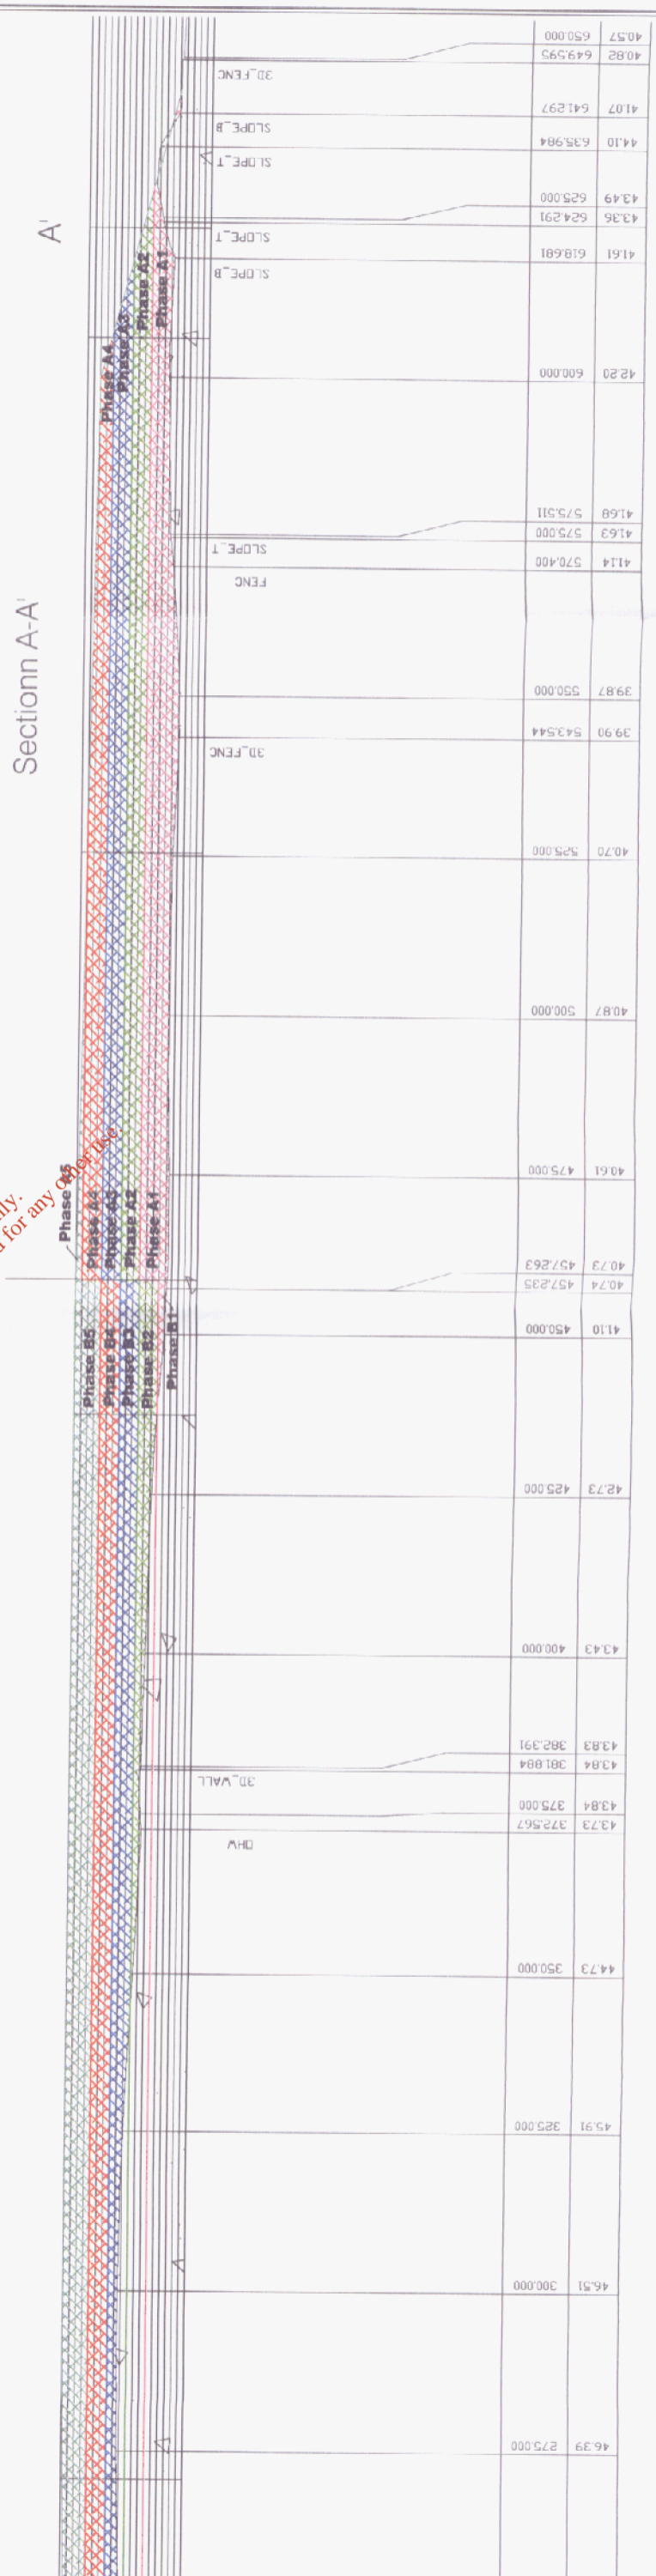 Sectionn A-A'
A'
3D_FENC
SLOPE_B
SLOPE_T
SLOPE_T
SLOPE_B
SLOPE_T
FENC
3D_FENC
3D_WALL
OHW
Phase A1
Phase A2
Phase A3
Phase A4
Phase A5
Phase A4
Phase A3
Phase A2
Phase A1
Phase B5
Phase B4
Phase B3
Phase B2
Phase B1
for any other use.
650.000 40.57
649.595 40.82
641.297 41.07
635.984 44.10
625.000 43.49
624.291 43.36
618.681 41.61
600.000 42.20
575.511 41.68
575.000 41.63
570.400 41.14
550.000 39.87
543.544 39.90
525.000 40.70
500.000 40.87
475.000 40.61
457.263 40.73
457.235 40.74
450.000 41.10
425.000 42.73
400.000 43.43
382.391 43.83
381.884 43.84
375.000 43.84
372.567 43.73
350.000 44.73
325.000 45.91
300.000 46.51
275.000 46.39